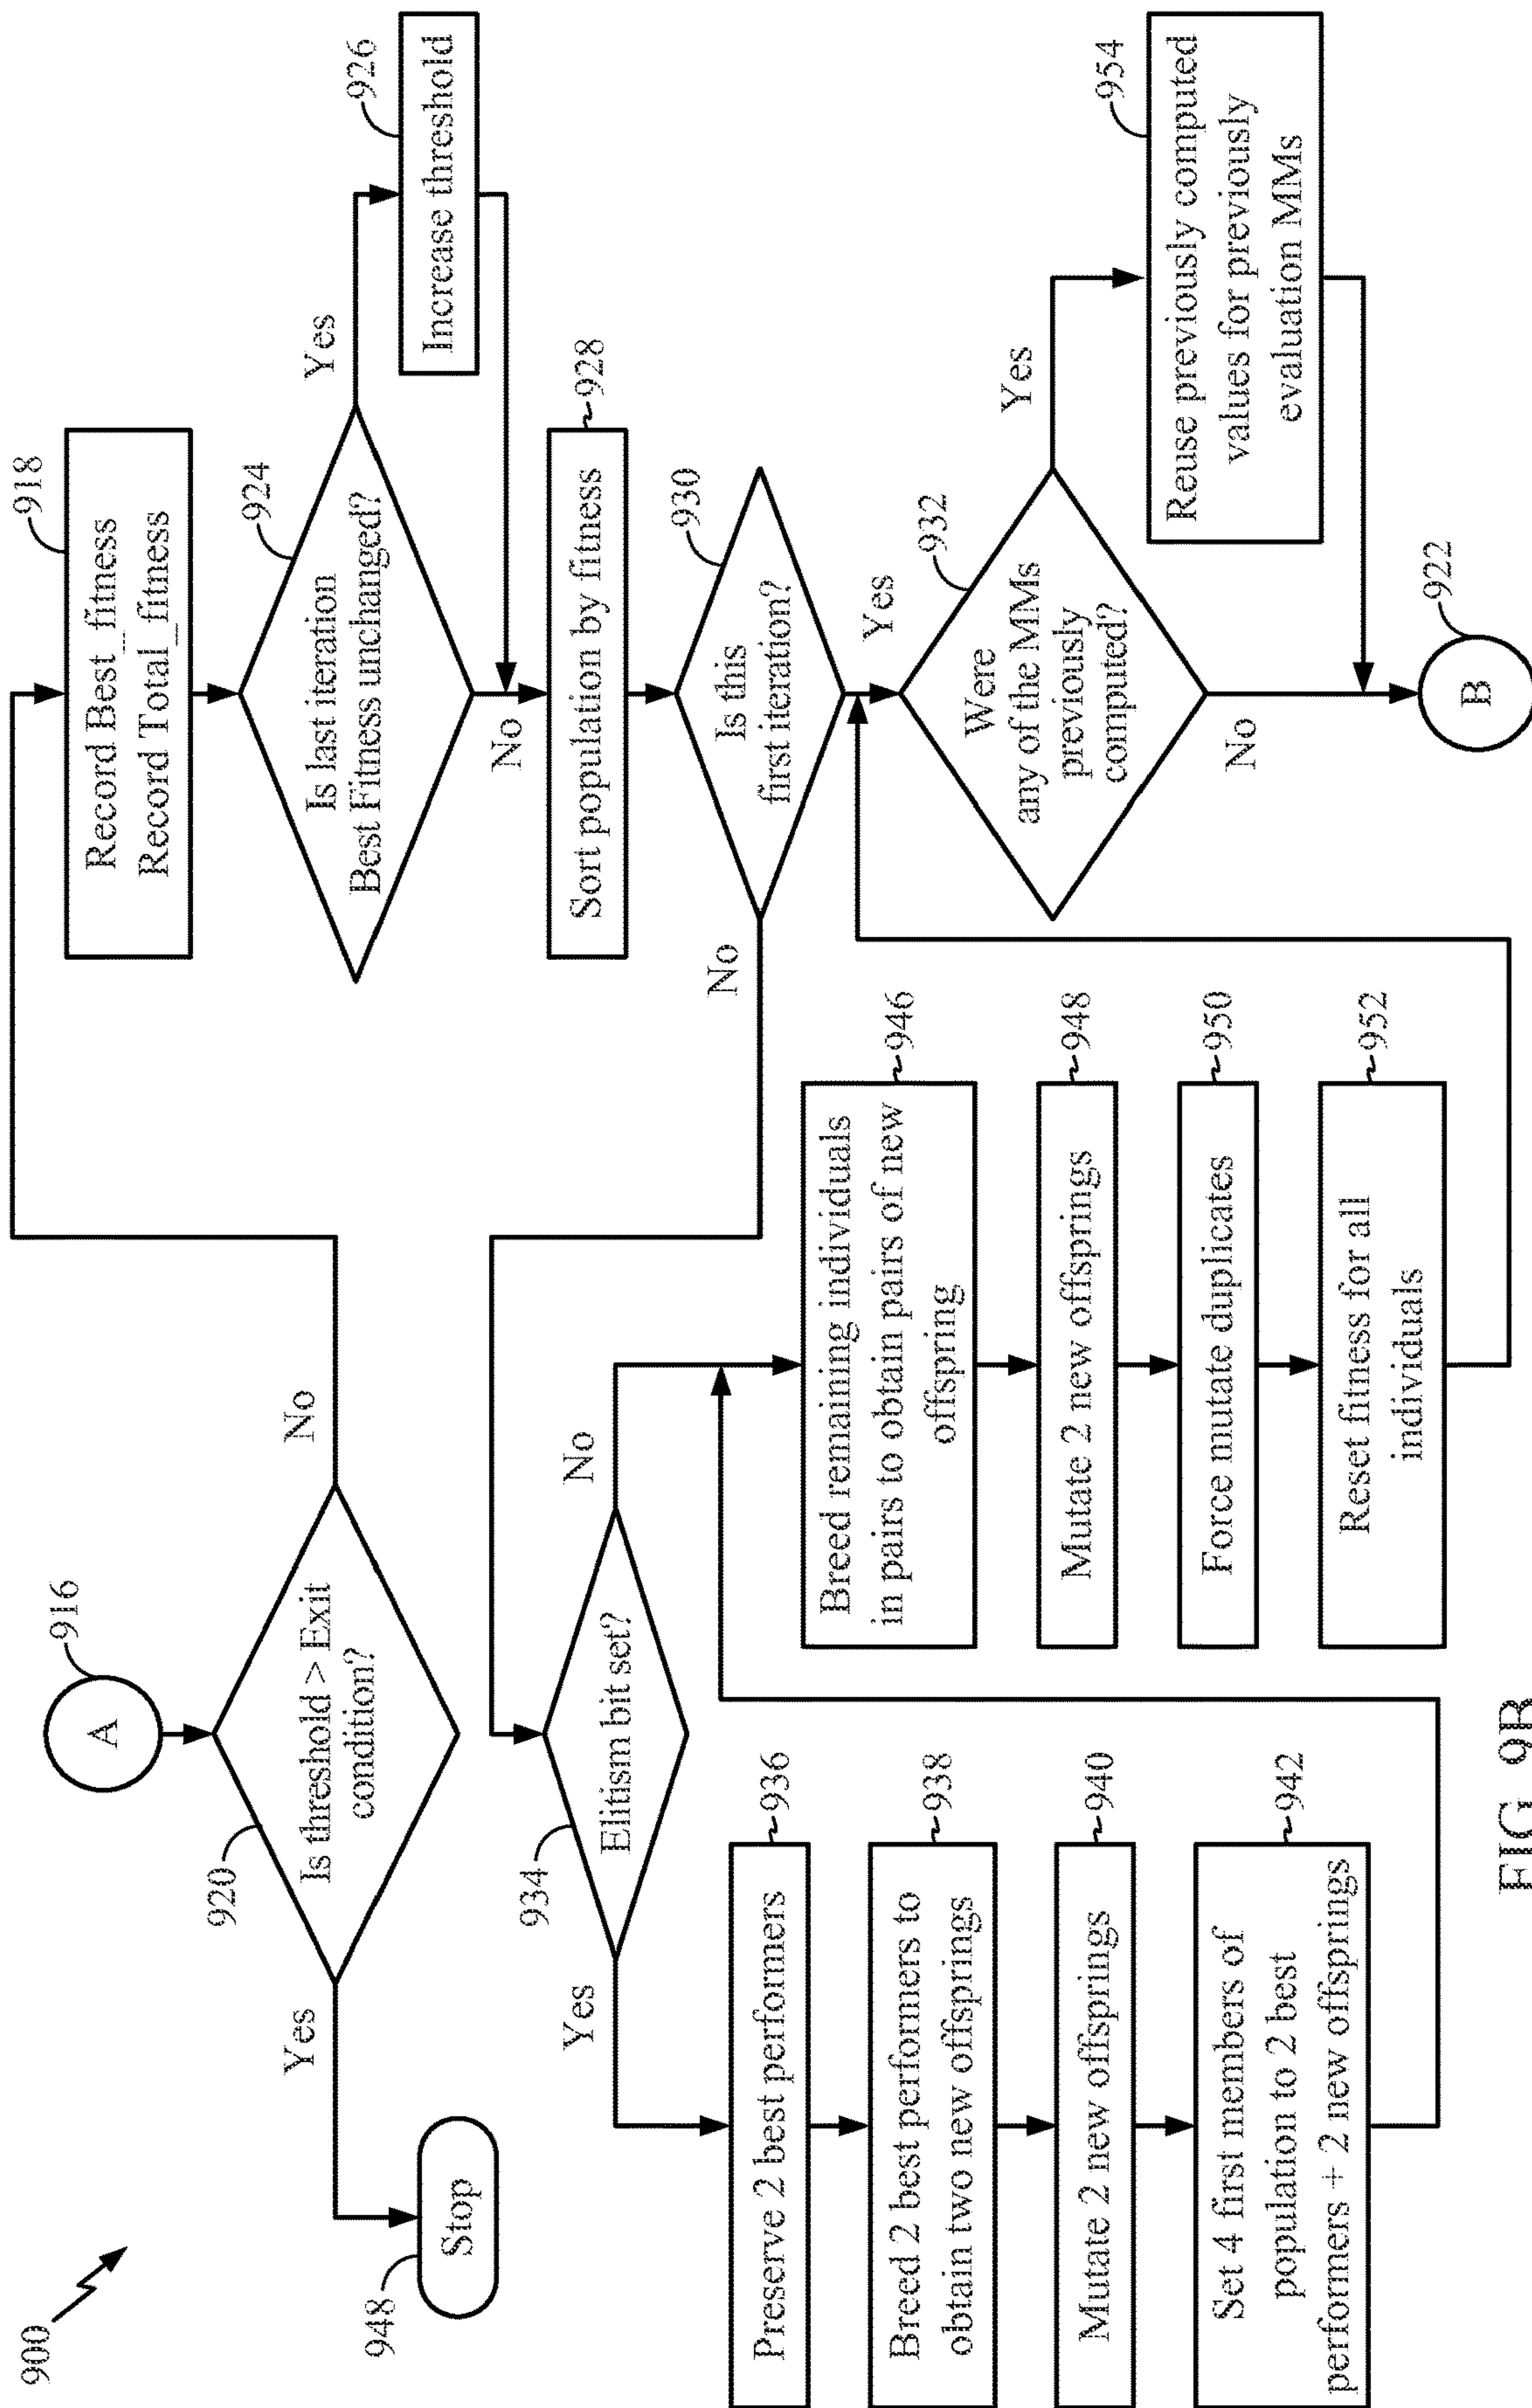 900
A
916
Is threshold > Exit
condition?
920
Yes
No
Stop
948
Record Best_fitness
Record Total_fitness
918
Is last iteration
Best Fitness unchanged?
924
Yes
No
Increase threshold
926
Sort population by fitness
928
Is this
first iteration?
930
No
Yes
Elitism bit set?
934
Yes
No
Preserve 2 best performers
936
Breed 2 best performers to
obtain two new offsprings
938
Mutate 2 new offsprings
940
Set 4 first members of
population to 2 best
performers + 2 new offsprings
942
Breed remaining individuals
in pairs to obtain pairs of new
offspring
946
Mutate 2 new offsprings
948
Force mutate duplicates
950
Reset fitness for all
individuals
952
Were
any of the MMs
previously
computed?
932
Yes
No
Reuse previously computed
values for previously
evaluation MMs
954
B
922
FIG. 9B